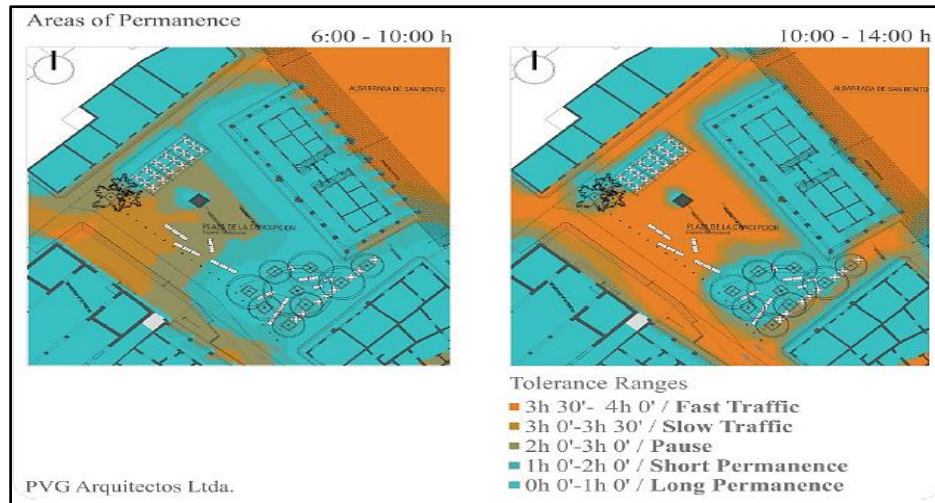 Areas of Permanence
6:00 - 10:00 h
10:00 - 14:00 h
ALBARRADA DE SAN BENITO
PLAZA DE LA CONCEPCION
ALBARRADA DE SAN BENITO
PLAZA DE LA CONCEPCION
Tolerance Ranges
3h 30'- 4h 0' / Fast Traffic
3h 0'-3h 30' / Slow Traffic
2h 0'-3h 0' / Pause
1h 0'-2h 0' / Short Permanence
0h 0'-1h 0' / Long Permanence
PVG Arquitectos Ltda.